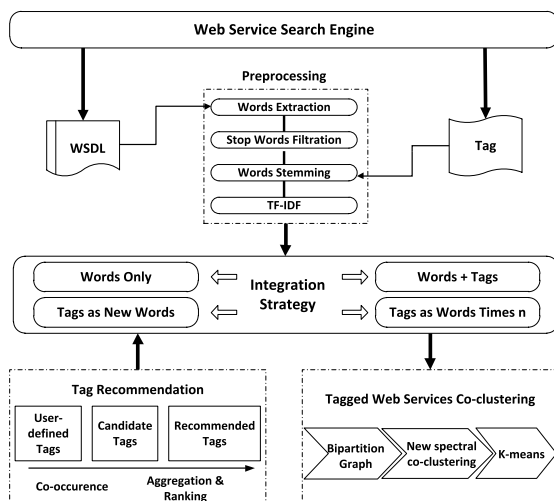 Web Service Search Engine
Preprocessing
Words Extraction
WSDL
Stop Words Filtration
Tag
Words Stemming
TF-IDF
Words Only
Integration
Strategy
Words + Tags
Tags as New Words
Tags as Words Times n
Tag Recommendation
User-
defined
Tags
Candidate
Tags
Recommended
Tags
Co-occurence
Aggregation &
Ranking
Tagged Web Services Co-clustering
Bipartition
Graph
New spectral
co-clustering
K-means